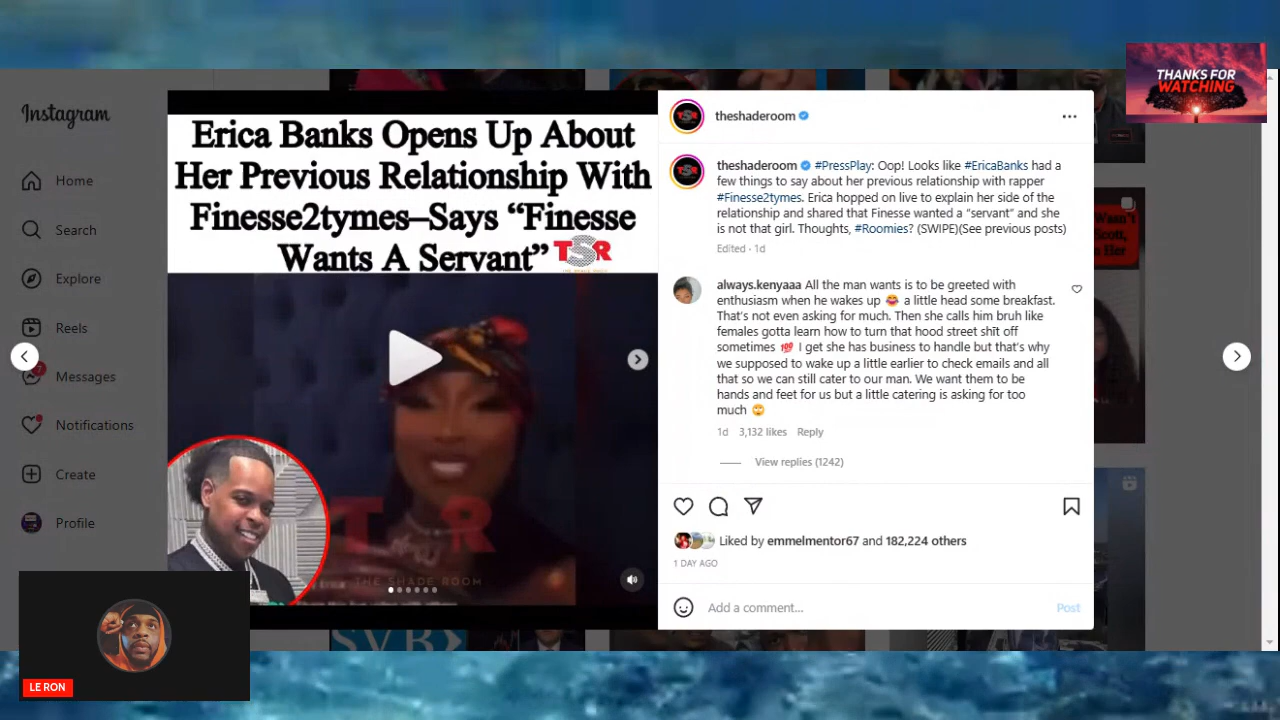 THANKS FOR
WATCHING
Instagram
Home
Search
Explore
Reels
Messages
Notifications
Create
Profile
LE RON
Erica Banks Opens Up About
Her Previous Relationship With
Finesse2tymes–Says “Finesse
Wants A Servant”
TSR
THE SHADE ROOM
theshaderoom
theshaderoom #PressPlay: Oop! Looks like #EricaBanks had a
few things to say about her previous relationship with rapper
#Finesse2tymes. Erica hopped on live to explain her side of the
relationship and shared that Finesse wanted a “servant” and she
is not that girl. Thoughts, #Roomies? (SWIPE)(See previous posts)
Edited · 1d
always.kenyaaa All the man wants is to be greeted with
enthusiasm when he wakes up 😂 a little head some breakfast.
That’s not even asking for much. Then she calls him bruh like
females gotta learn how to turn that hood street shit off
sometimes 💯 I get she has business to handle but that’s why
we supposed to wake up a little earlier to check emails and all
that so we can still cater to our man. We want them to be
hands and feet for us but a little catering is asking for too
much 🙄
1d 3,132 likes Reply
View replies (1242)
Liked by emmelmentor67 and 182,224 others
1 DAY AGO
Add a comment... Post
SVB